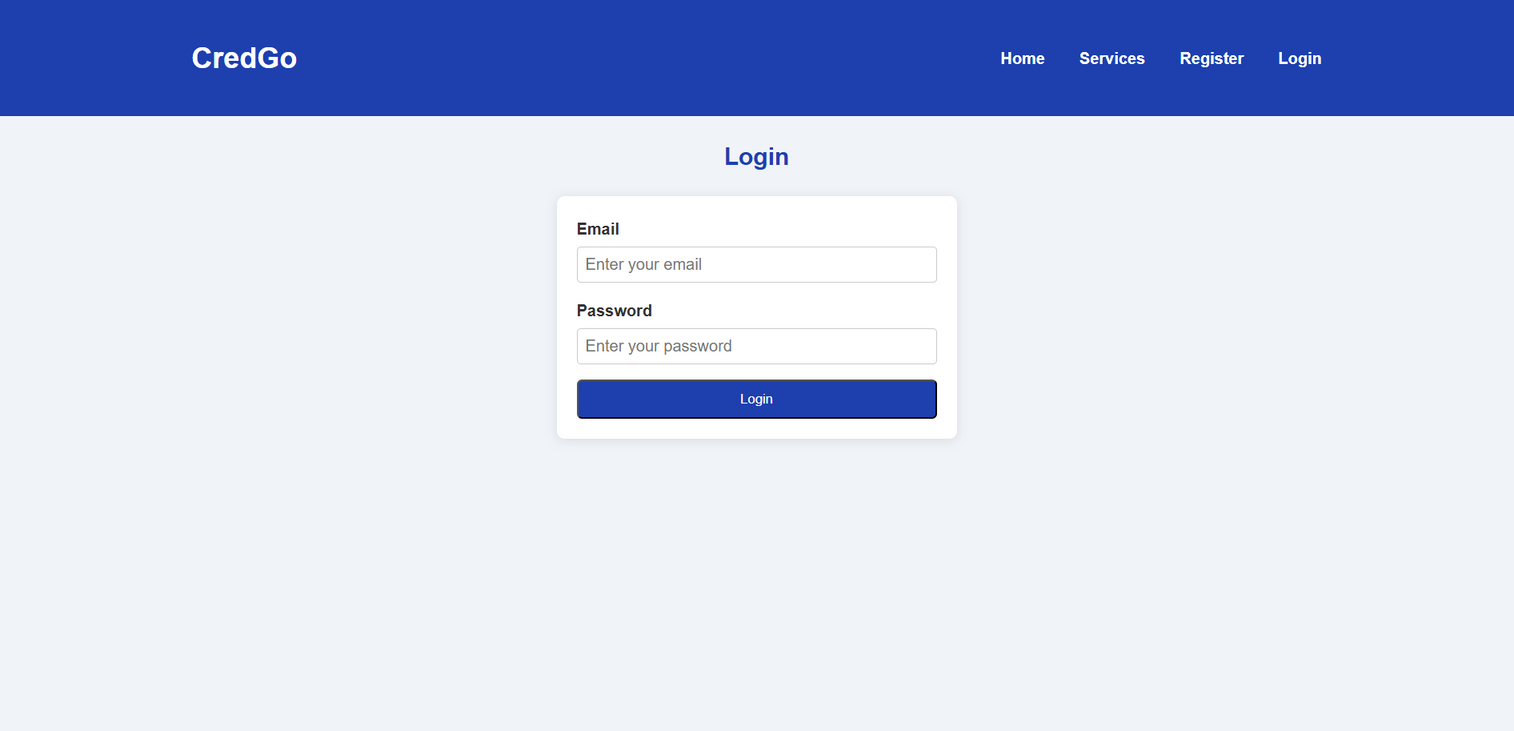 CredGo
Home Services Register Login
Login
Email
Enter your email
Password
Enter your password
Login